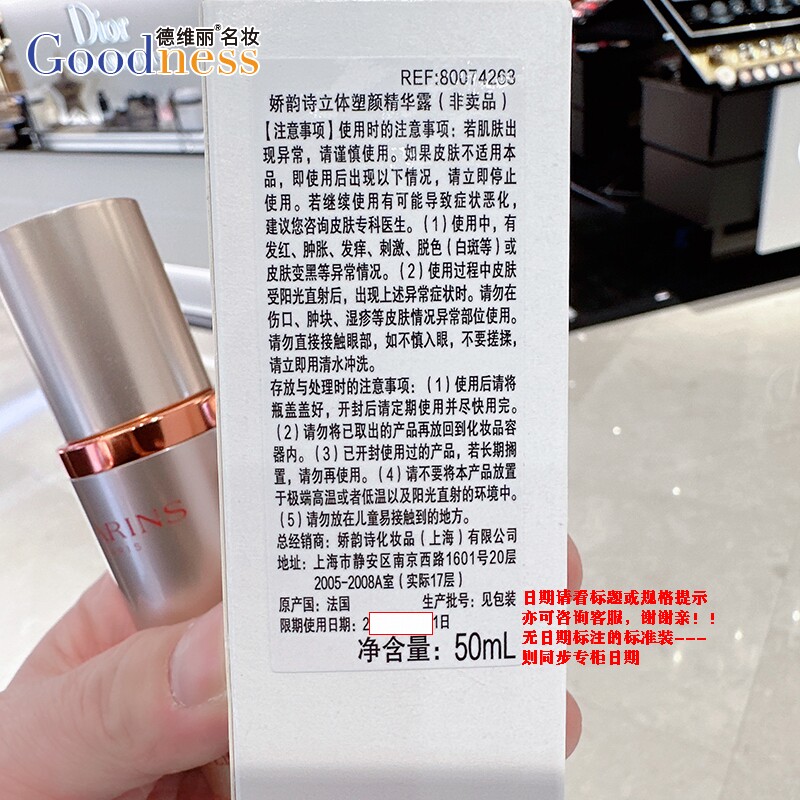 Dior
德维丽®名妆
Goodness
REF:80074263
娇韵诗立体塑颜精华露（非卖品）
【注意事项】使用时的注意事项：若肌肤出
现异常，请谨慎使用。如果皮肤不适用本
品，即使用后出现以下情况，请立即停止
使用。若继续使用有可能导致症状恶化，
建议您咨询皮肤专科医生。（1）使用中，有
发红、肿胀、发痒、刺激、脱色（白斑等）或
皮肤变黑等异常情况。（2）使用过程中皮肤
受阳光直射后，出现上述异常症状时。请勿在
伤口、肿块、湿疹等皮肤情况异常部位使用。
请勿直接接触眼部，如不慎入眼，不要搓揉，
请立即用清水冲洗。
存放与处理时的注意事项：（1）使用后请将
瓶盖盖好，开封后请定期使用并尽快用完。
（2）请勿将已取出的产品再放回到化妆品容
器内。（3）已开封使用过的产品，若长期搁
置，请勿再使用。（4）请不要将本产品放置
于极端高温或者低温以及阳光直射的环境中。
（5）请勿放在儿童易接触到的地方。
总经销商：娇韵诗化妆品（上海）有限公司
地址：上海市静安区南京西路1601号20层
2005-2008A室（实际17层）
原产国：法国 生产批号：见包装
限期使用日期：2 1日
净含量：50mL
ARINS
日期请看标题或规格提示
亦可咨询客服，谢谢亲！！
无日期标注的标准装---
则同步专柜日期